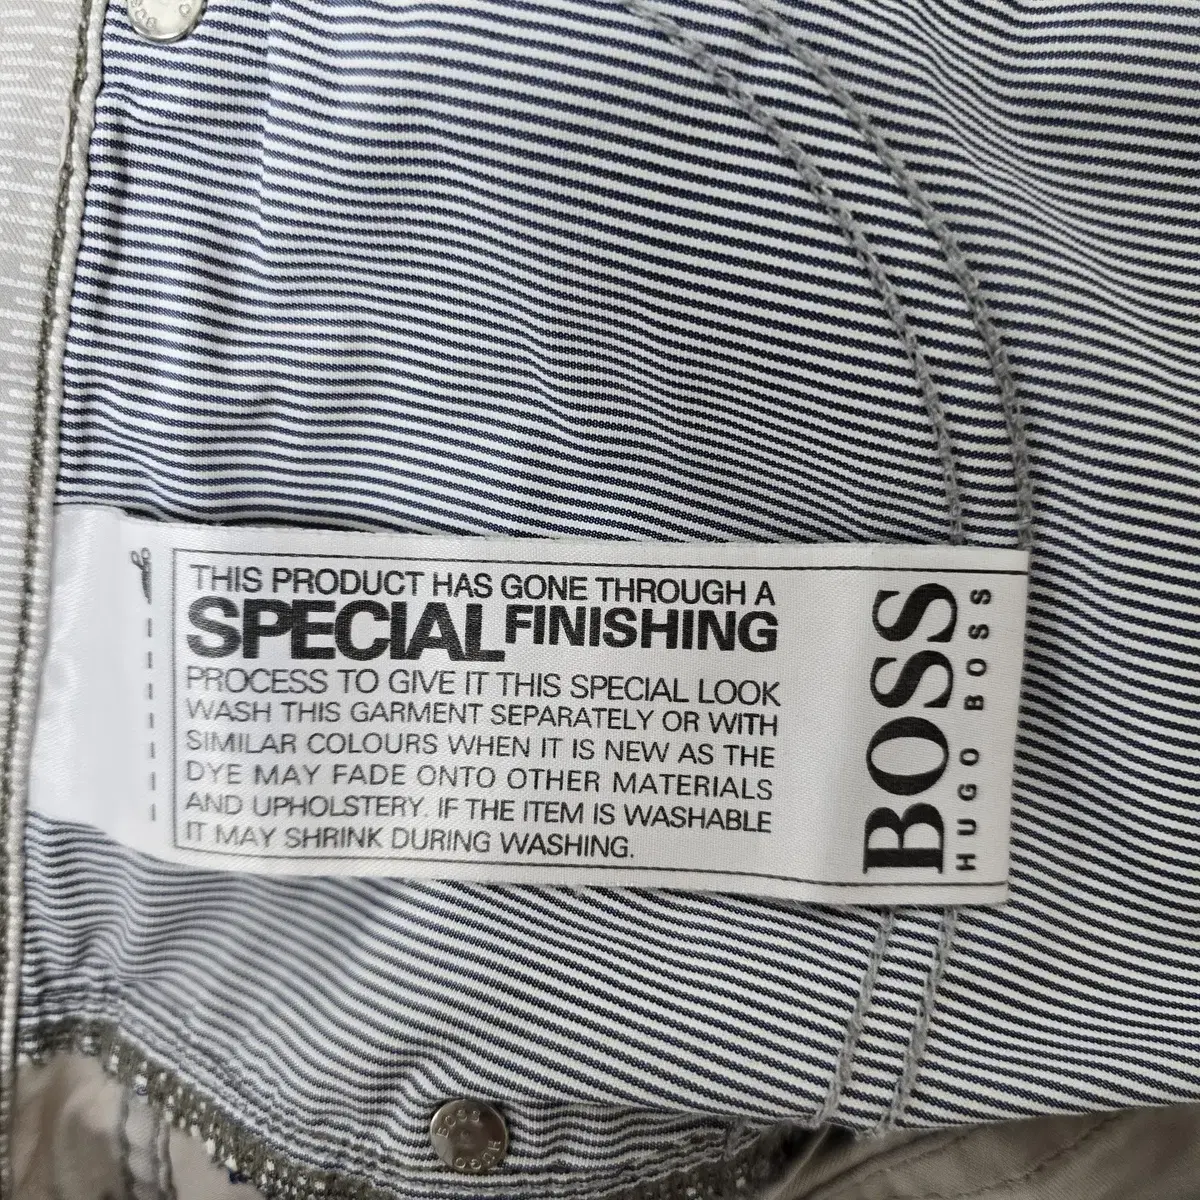 THIS PRODUCT HAS GONE THROUGH A
SPECIAL FINISHING
PROCESS TO GIVE IT THIS SPECIAL LOOK
WASH THIS GARMENT SEPARATELY OR WITH
SIMILAR COLOURS WHEN IT IS NEW AS THE
DYE MAY FADE ONTO OTHER MATERIALS
AND UPHOLSTERY. IF THE ITEM IS WASHABLE
IT MAY SHRINK DURING WASHING.
BOSS
HUGO BOSS
BOSS
HUGO